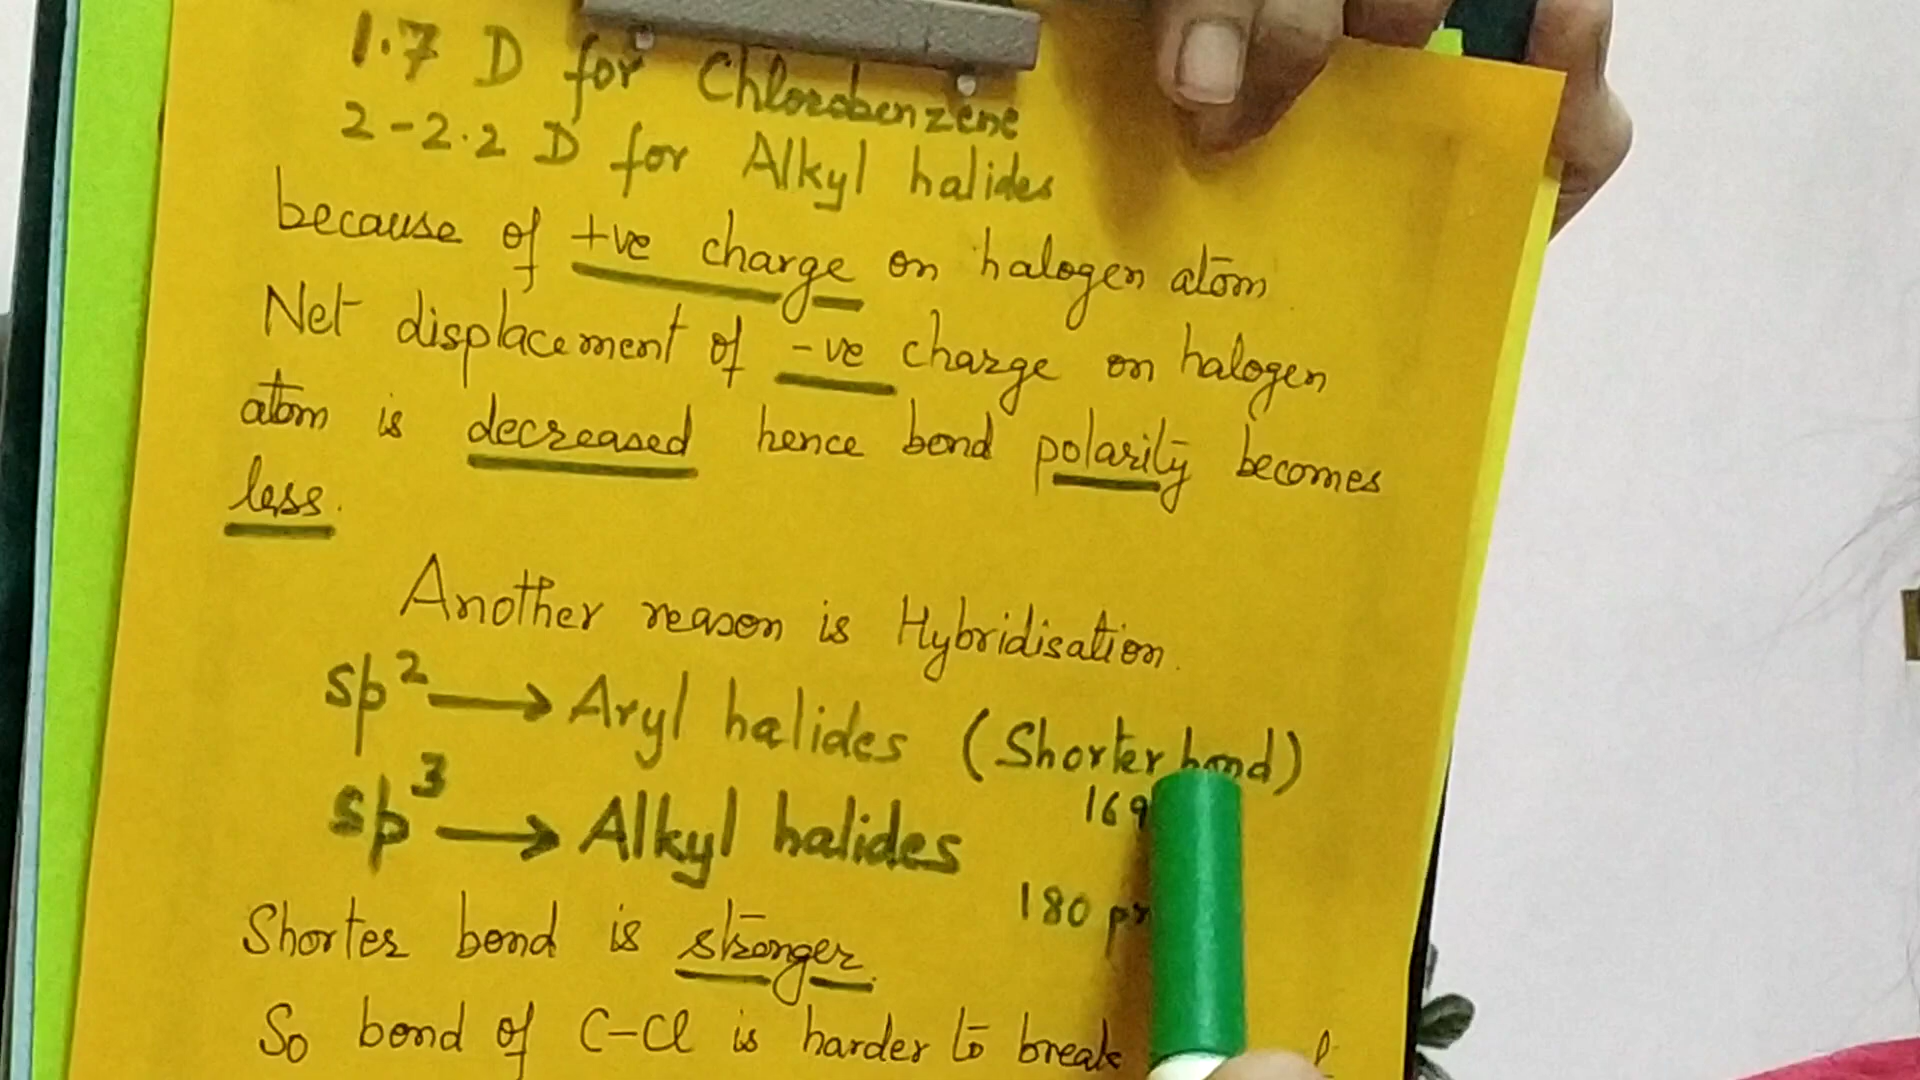 1.7 D for Chlorobenzene
2-2.2 D for Alkyl halides
because of +ve charge on halogen atom
Net displacement of -ve charge on halogen
atom is decreased hence bond polarity becomes
less.
Another reason is Hybridisation.
sp² → Aryl halides (Shorter bond)
169
sp³ → Alkyl halides
180
Shorter bond is stronger.
So bond of C-Cl is harder to break